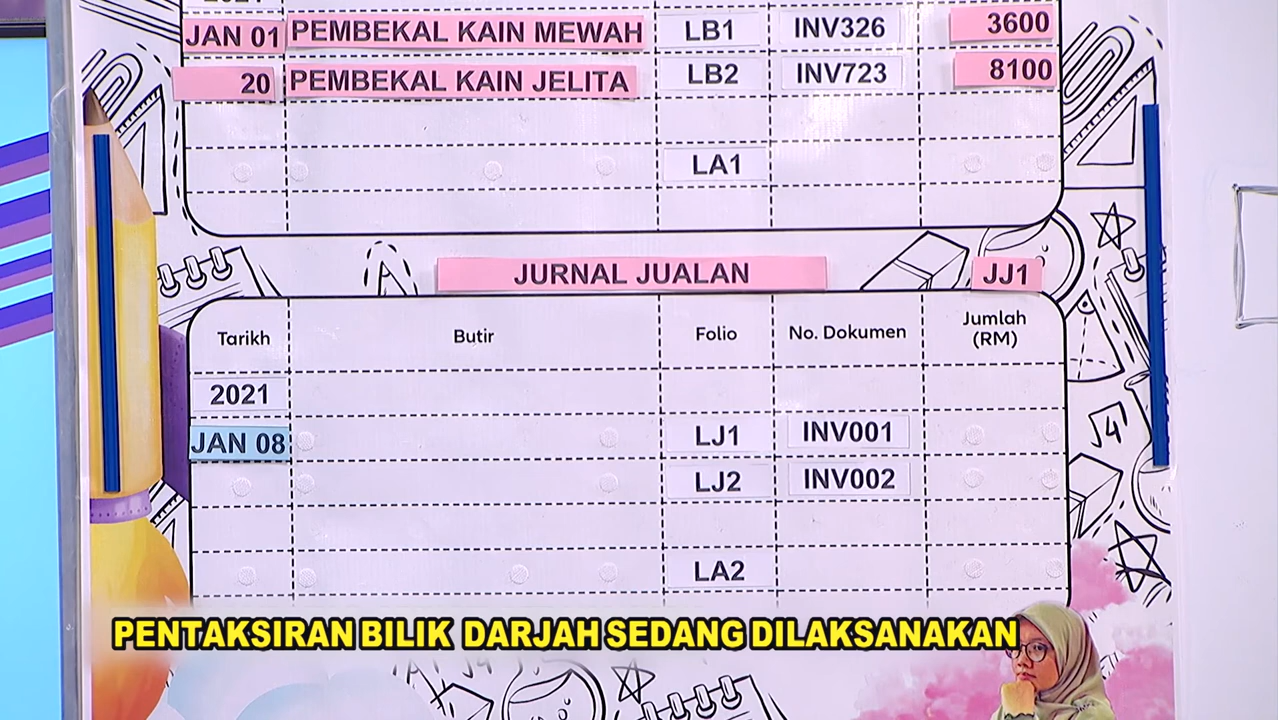 JAN 01 PEMBEKAL KAIN MEWAH LB1 INV326 3600
20 PEMBEKAL KAIN JELITA LB2 INV723 8100
LA1
JURNAL JUALAN JJ1
Tarikh Butir Folio No. Dokumen Jumlah (RM)
2021
JAN 08 LJ1 INV001
LJ2 INV002
LA2
PENTAKSIRAN BILIK DARJAH SEDANG DILAKSANAKAN